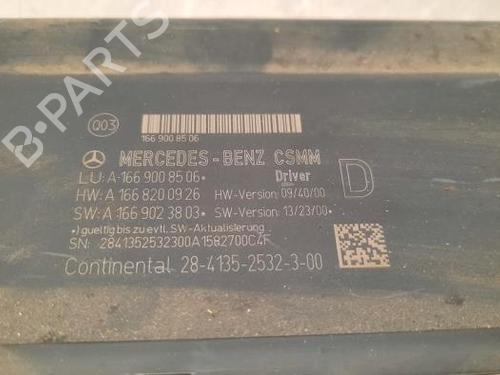 Q03
166 900 85 06
MERCEDES-BENZ CSMM
LU: A-166 900 85 06• Driver
HW: A 166 820 09 26 HW-Version: 09/40/00
SW: A 166 902 38 03• SW-Version: 13/23/00•
•) gueltig bis zu evtl. SW-Aktualisierung
SN: 2841352532300A1582700C4F
Continental 28-4135-2532-3-00
D
B